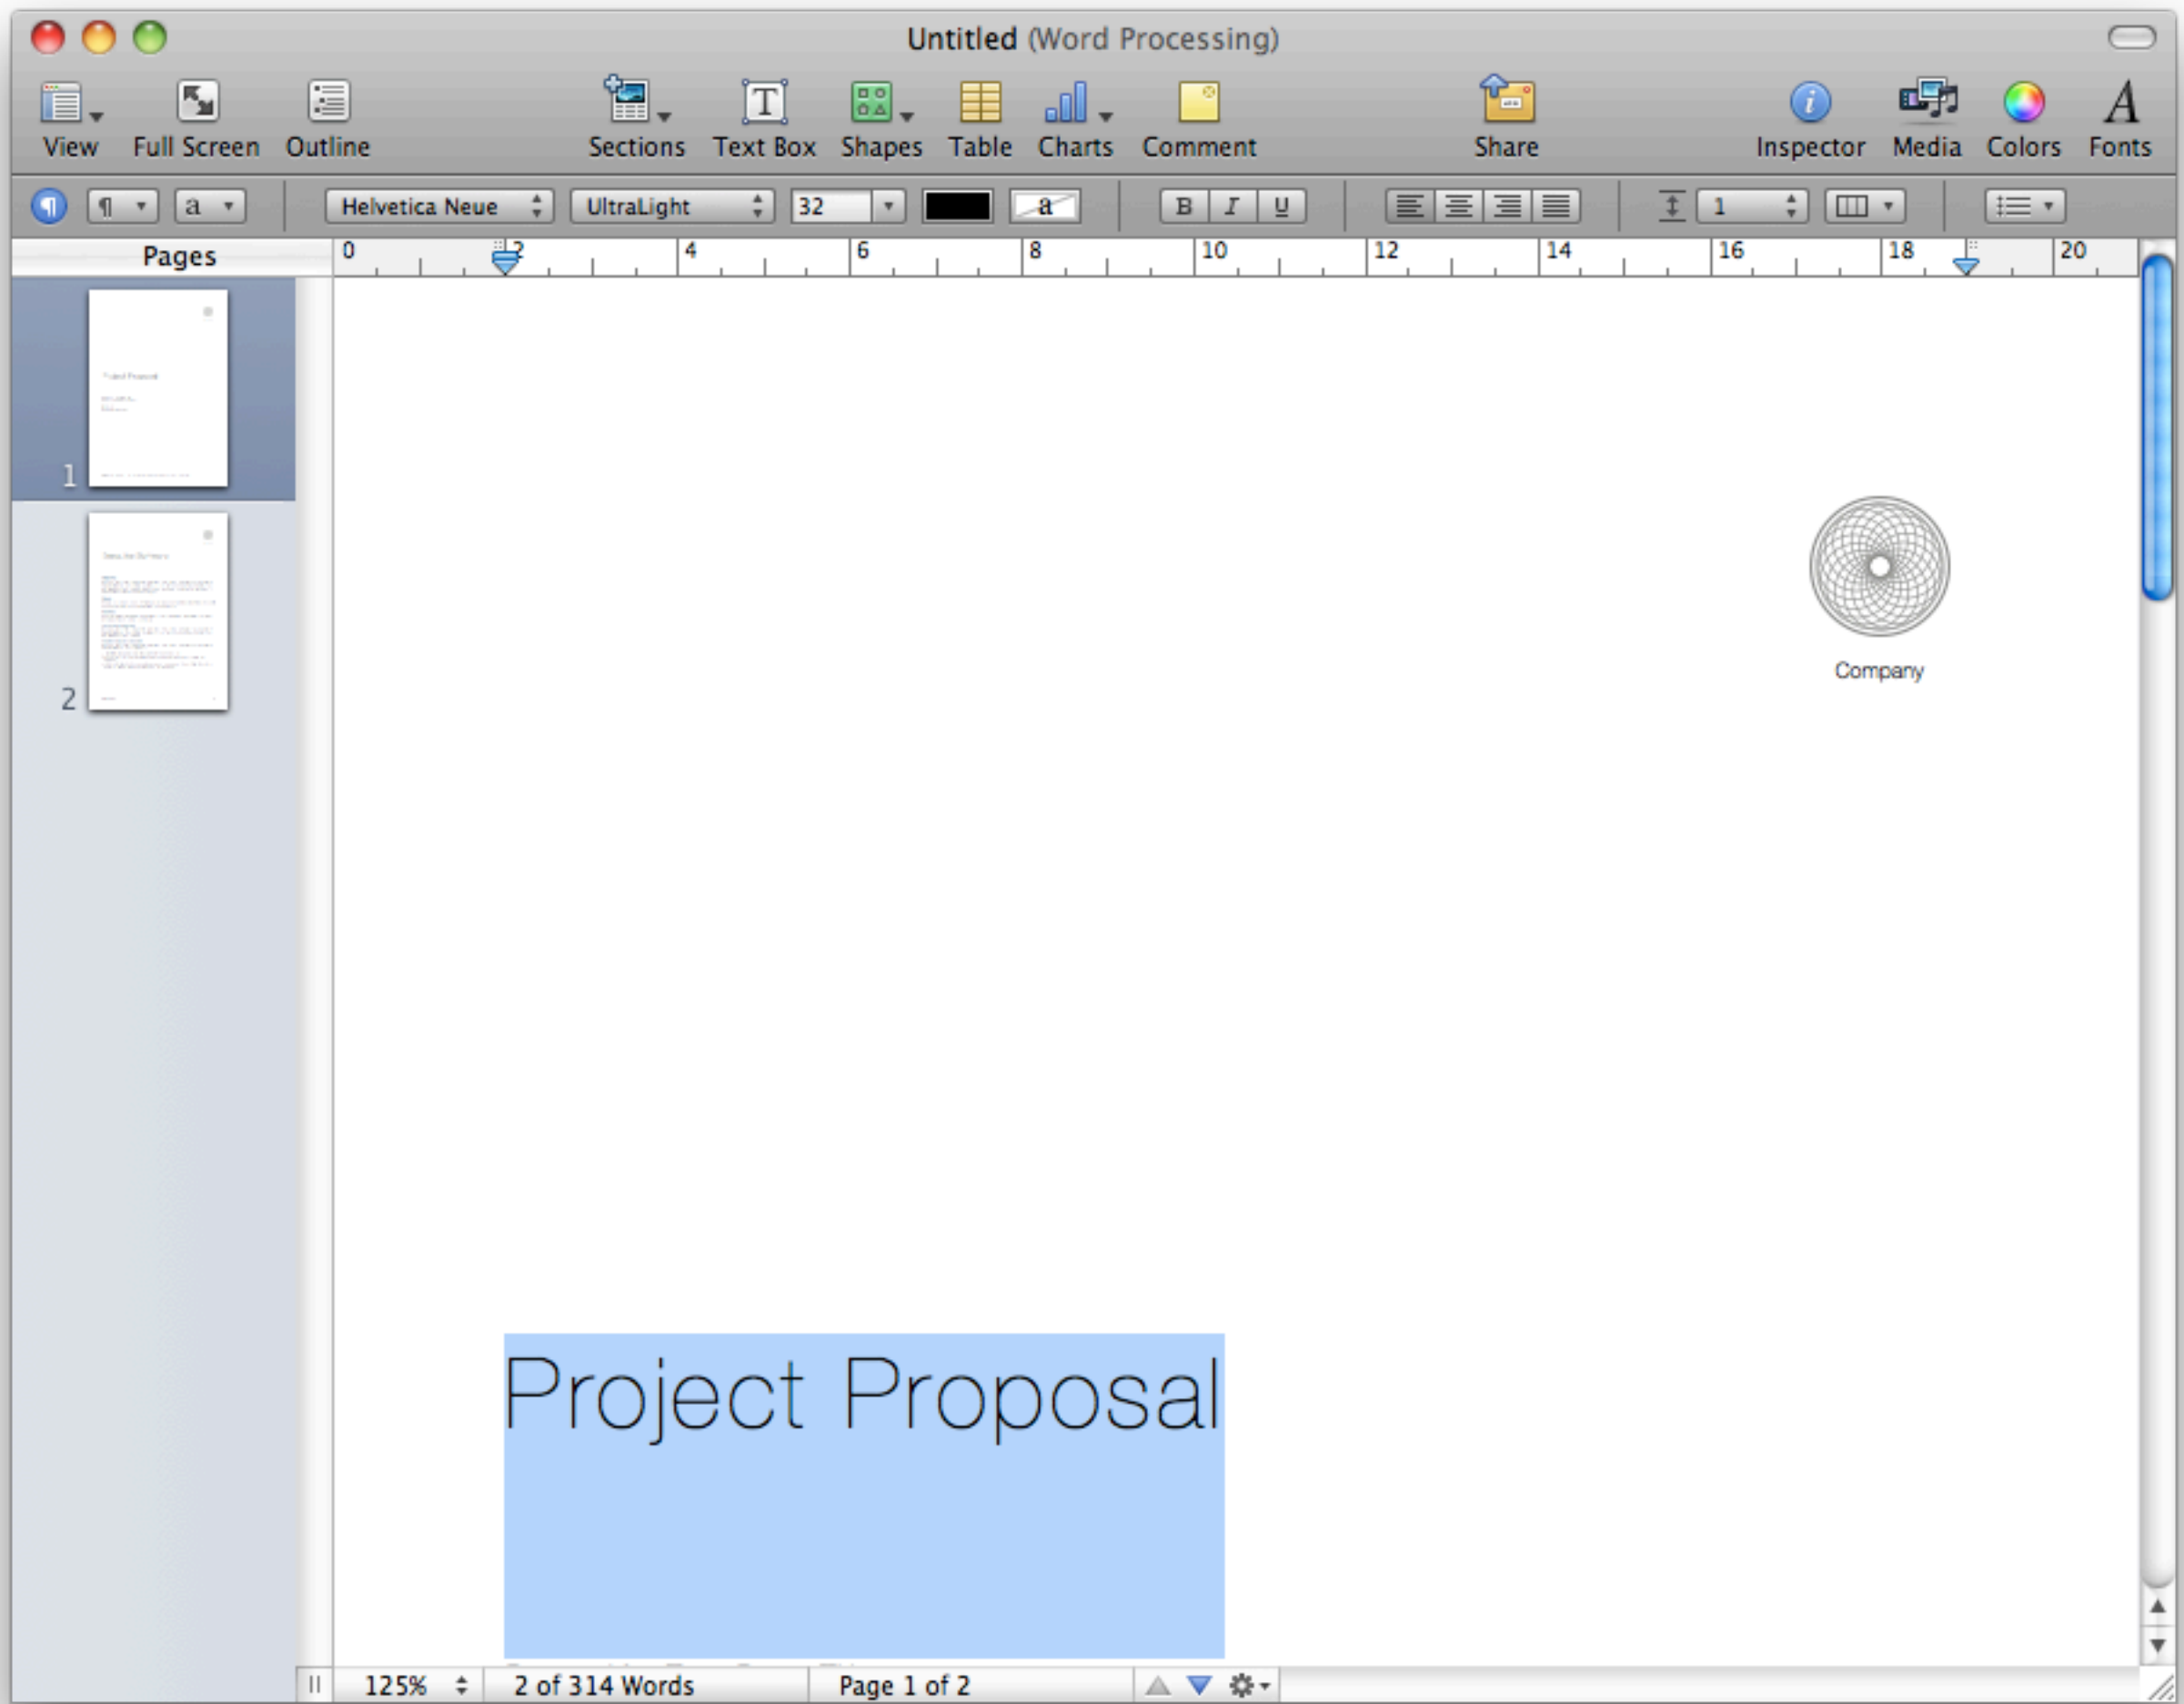 Untitled (Word Processing)
View Full Screen Outline Sections Text Box Shapes Table Charts Comment Share Inspector Media Colors Fonts
¶ ¶ a Helvetica Neue UltraLight 32 a B I U 1
Pages 0 2 4 6 8 10 12 14 16 18 20
1
2
Company
Project Proposal
125% 2 of 314 Words Page 1 of 2